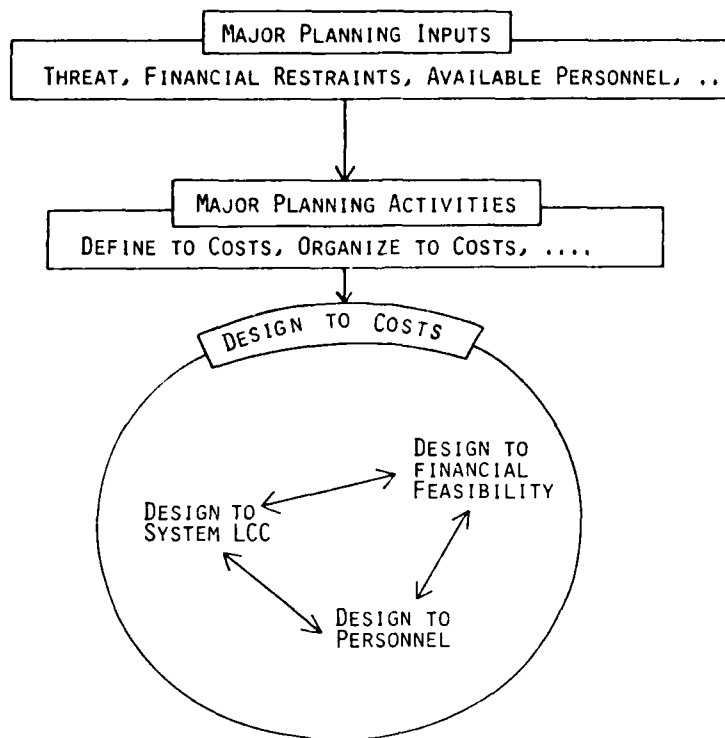 MAJOR PLANNING INPUTS
THREAT, FINANCIAL RESTRAINTS, AVAILABLE PERSONNEL, ..
MAJOR PLANNING ACTIVITIES
DEFINE TO COSTS, ORGANIZE TO COSTS, ....
DESIGN TO COSTS
DESIGN TO
FINANCIAL
FEASIBILITY
DESIGN TO
SYSTEM LCC
DESIGN TO
PERSONNEL